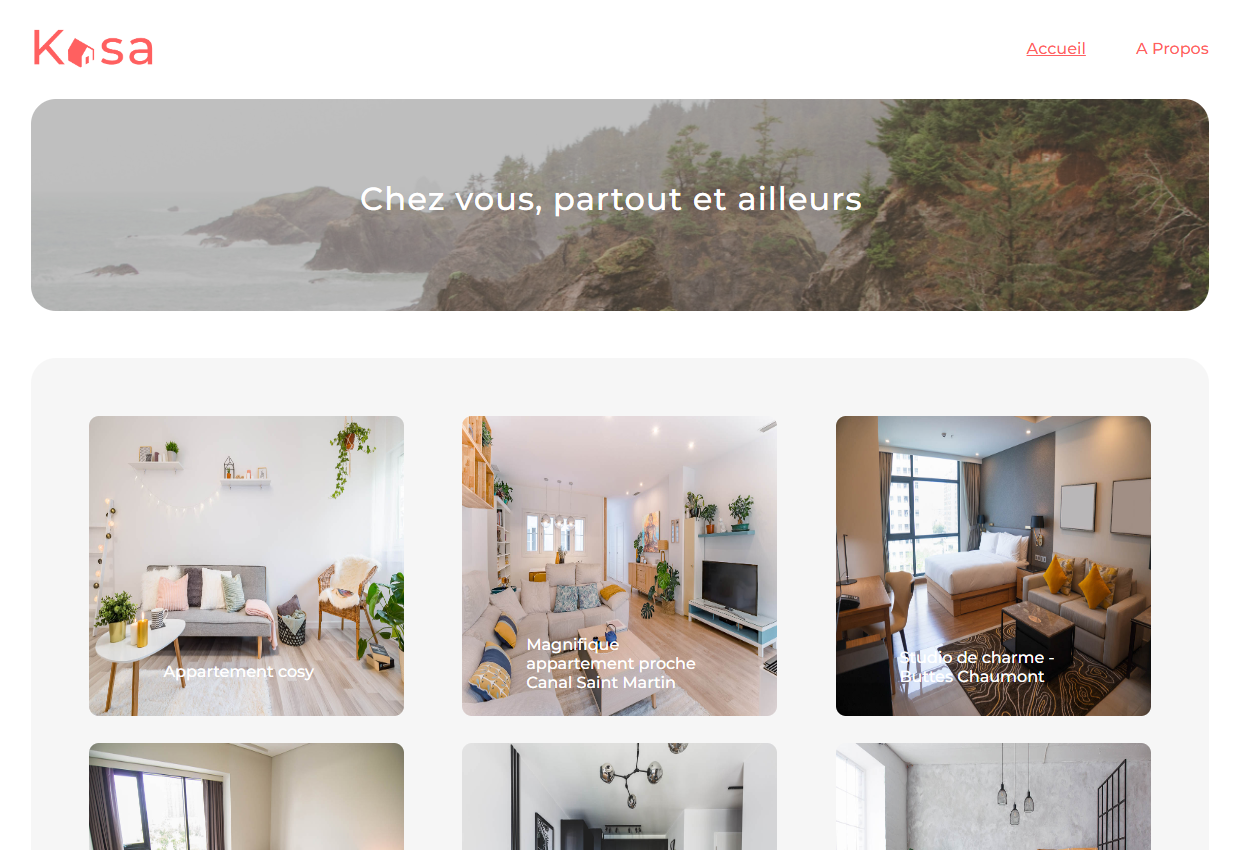 Kasa
Accueil
A Propos
Chez vous, partout et ailleurs
Appartement cosy
Magnifique
appartement proche
Canal Saint Martin
Studio de charme -
Buttes Chaumont